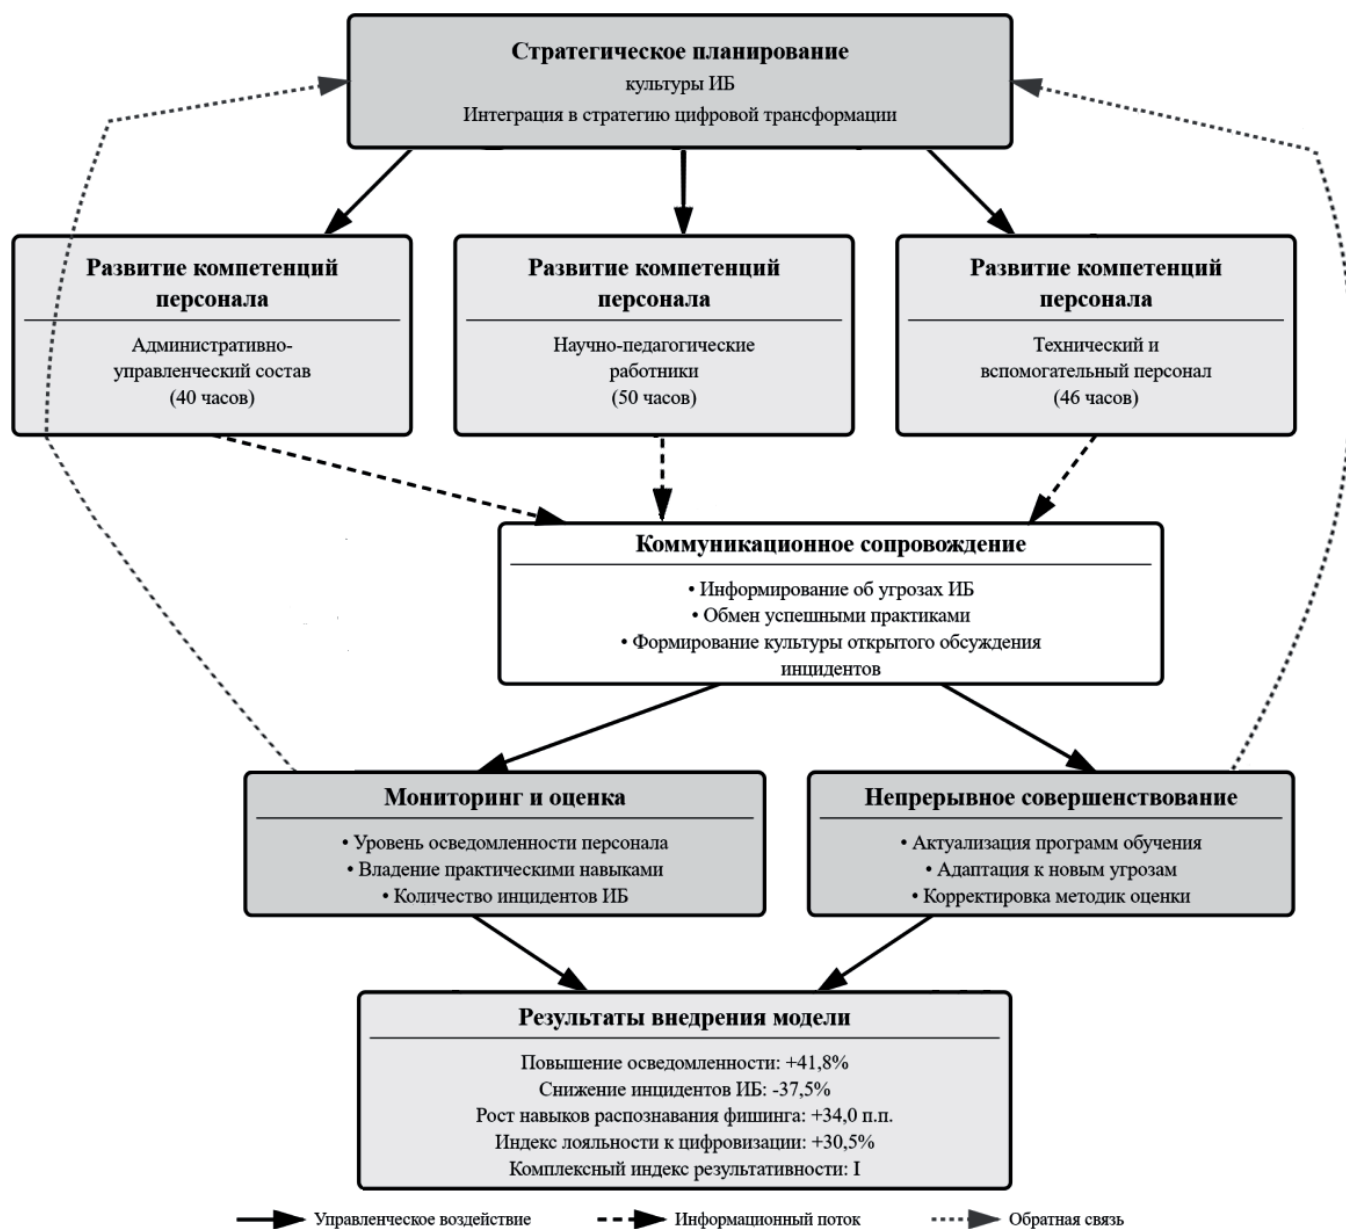 Стратегическое планирование
культуры ИБ
Интеграция в стратегию цифровой трансформации
Развитие компетенций
персонала
Административно-
управленческий состав
(40 часов)
Развитие компетенций
персонала
Научно-педагогические
работники
(50 часов)
Развитие компетенций
персонала
Технический и
вспомогательный персонал
(46 часов)
Коммуникационное сопровождение
• Информирование об угрозах ИБ
• Обмен успешными практиками
• Формирование культуры открытого обсуждения
инцидентов
Мониторинг и оценка
• Уровень осведомленности персонала
• Владение практическими навыками
• Количество инцидентов ИБ
Непрерывное совершенствование
• Актуализация программ обучения
• Адаптация к новым угрозам
• Корректировка методик оценки
Результаты внедрения модели
Повышение осведомленности: +41,8%
Снижение инцидентов ИБ: -37,5%
Рост навыков распознавания фишинга: +34,0 п.п.
Индекс лояльности к цифровизации: +30,5%
Комплексный индекс результативности: I
Управленческое воздействие
Информационный поток
Обратная связь